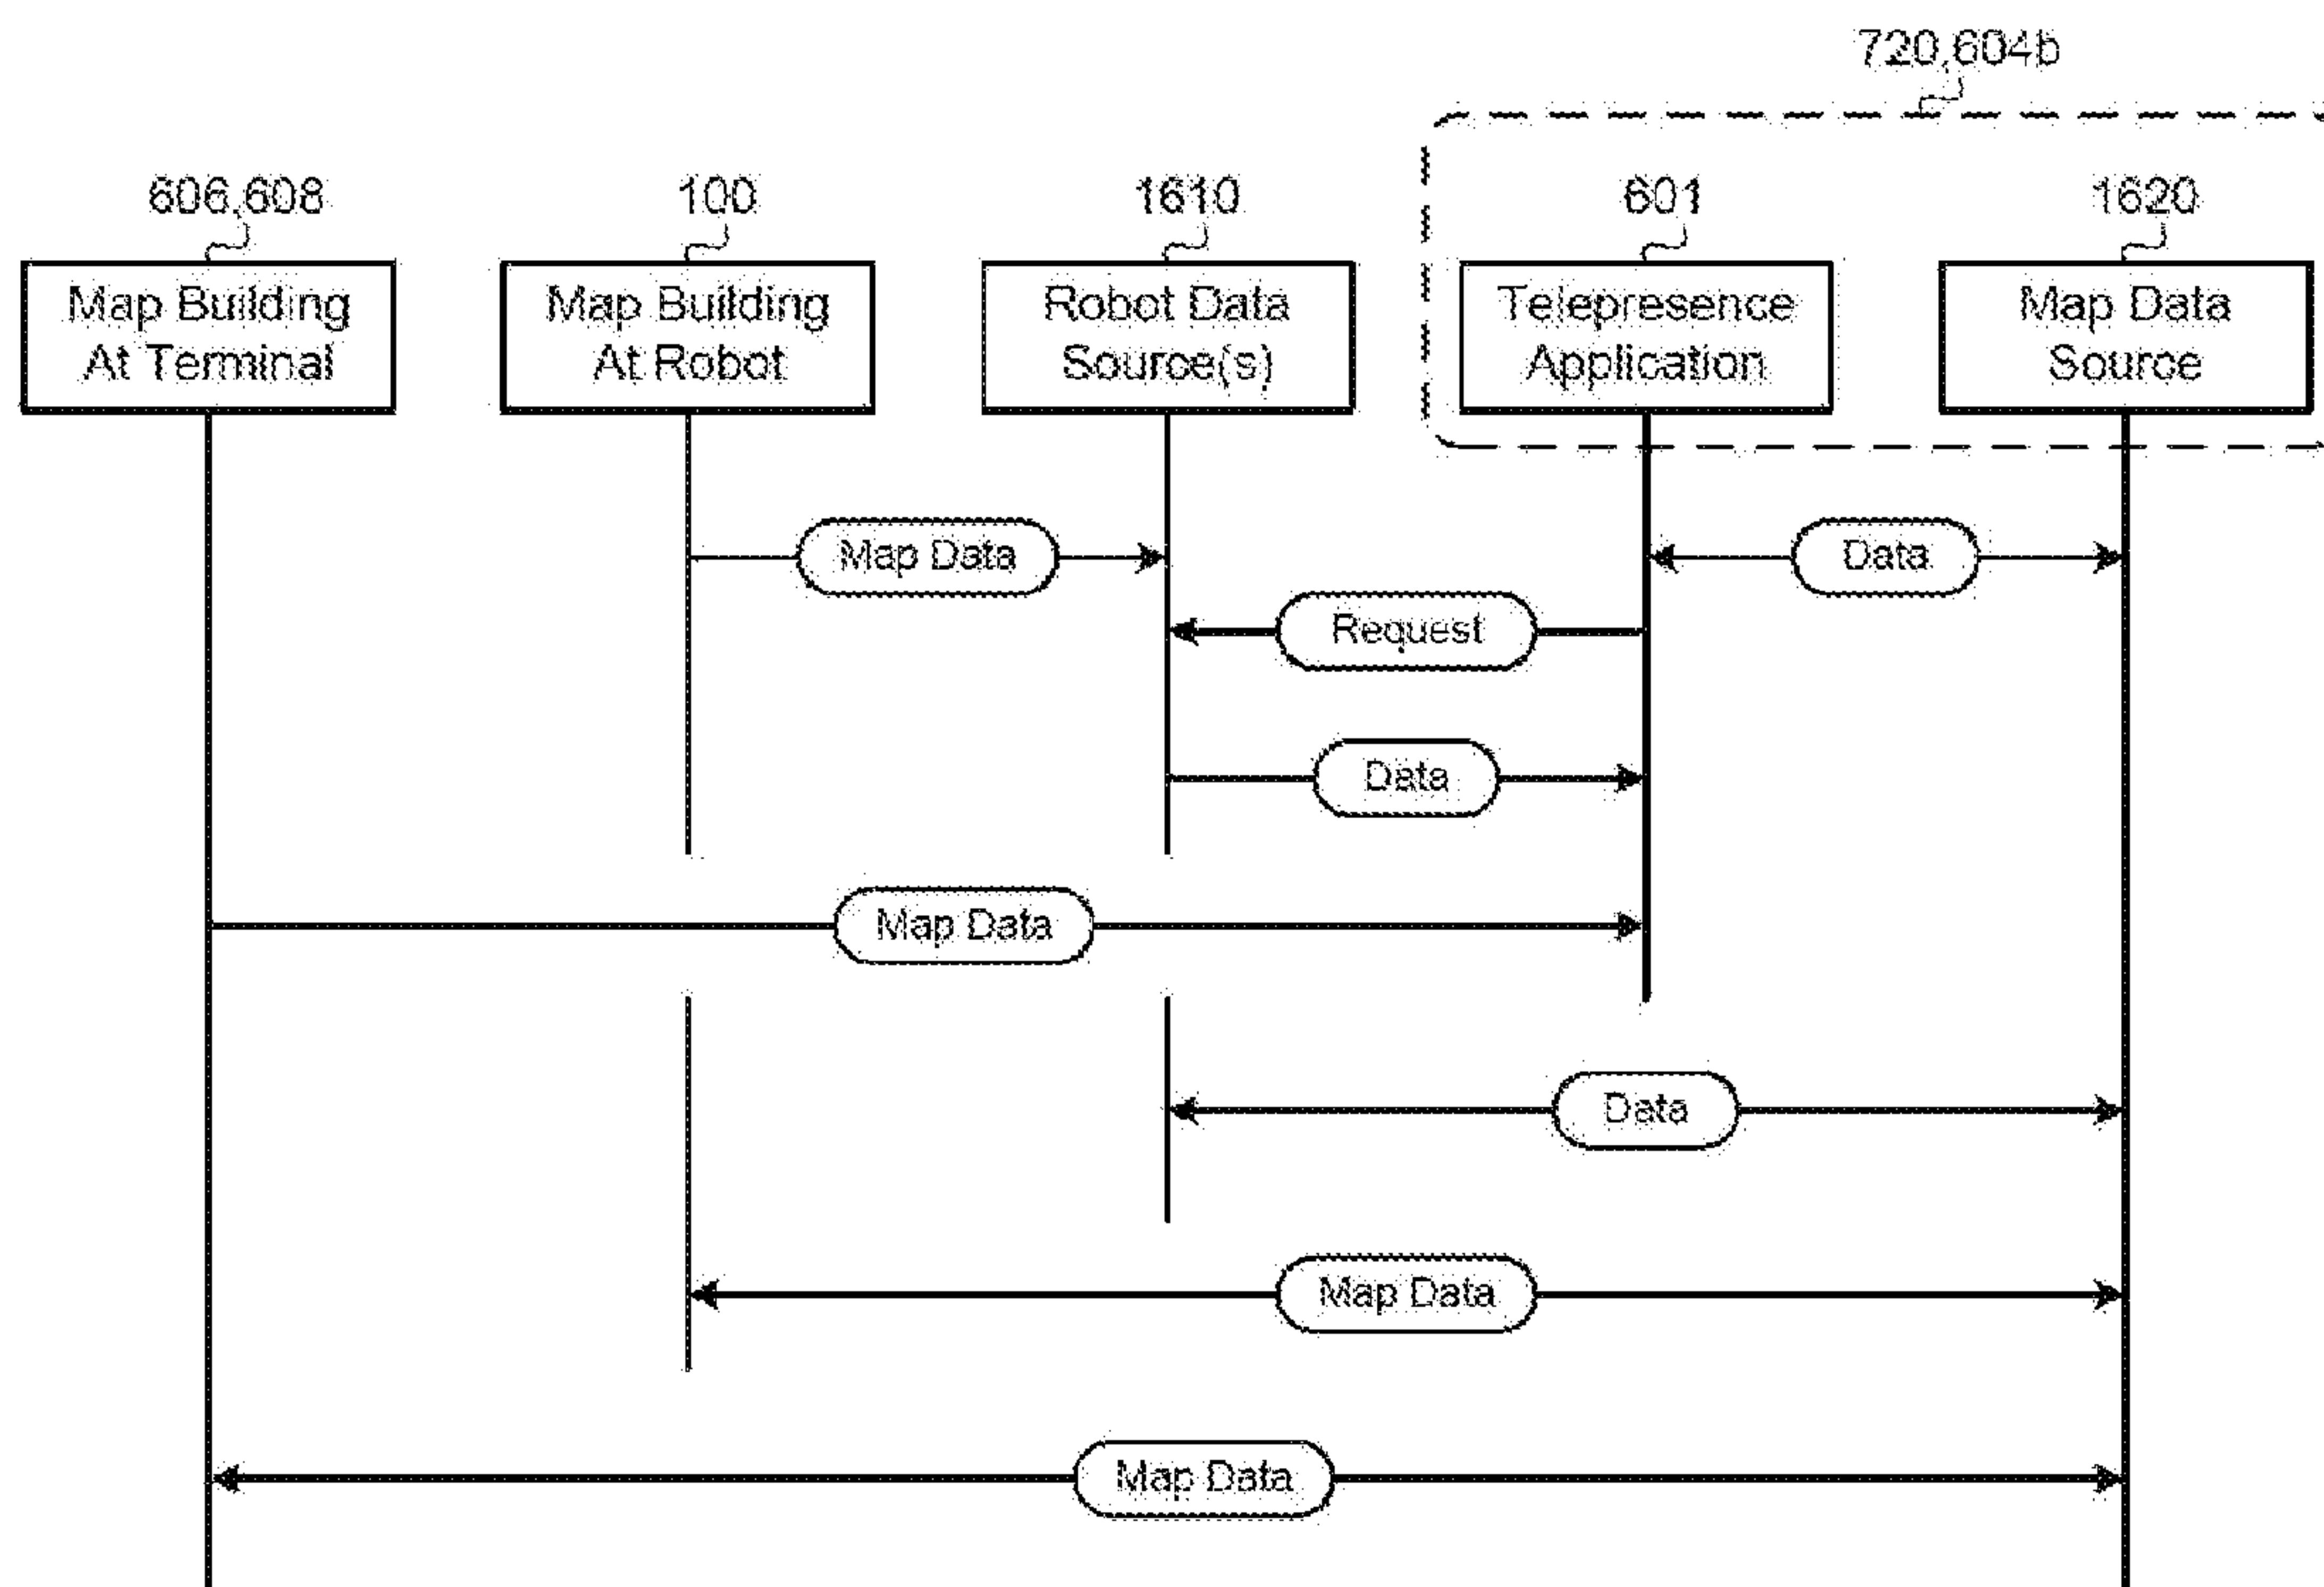 720,604b
606,608
100
1610
601
1620
Map Building
At Terminal
Map Building
At Robot
Robot Data
Source(s)
Telepresence
Application
Map Data
Source
Map Data
Data
Request
Data
Map Data
Data
Map Data
Map Data